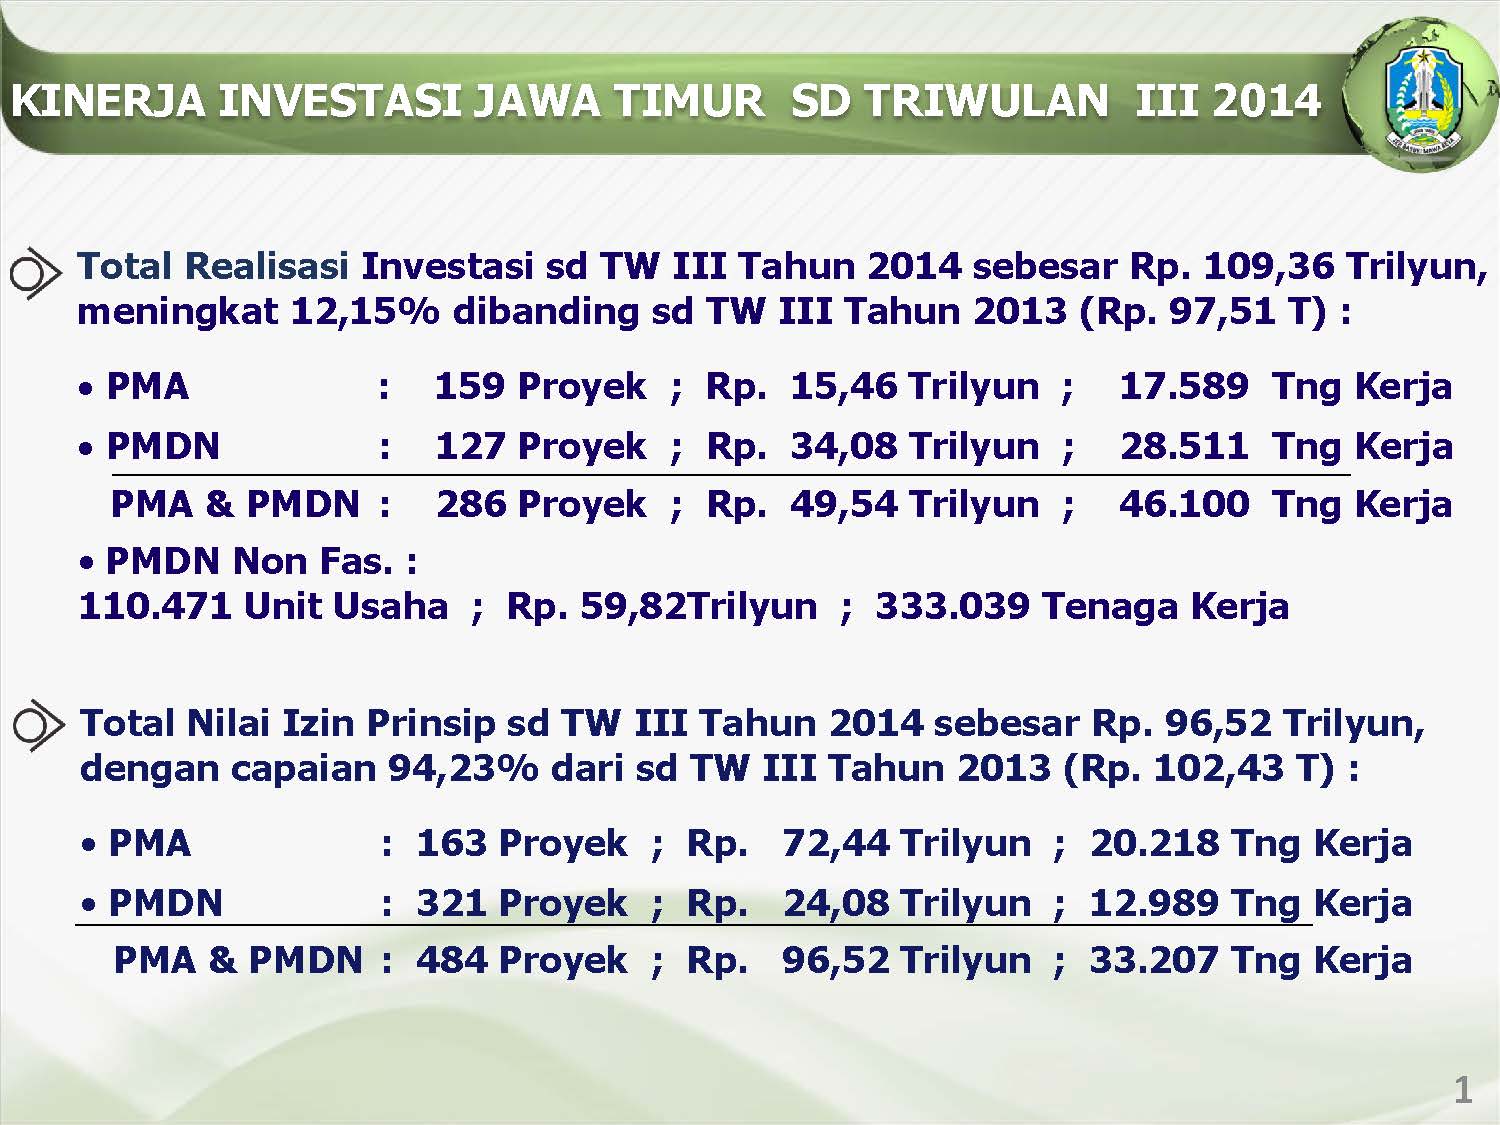 KINERJA INVESTASI JAWA TIMUR SD TRIWULAN III 2014
Total Realisasi Investasi sd TW III Tahun 2014 sebesar Rp. 109,36 Trilyun,
meningkat 12,15% dibanding sd TW III Tahun 2013 (Rp. 97,51 T) :
• PMA : 159 Proyek ; Rp. 15,46 Trilyun ; 17.589 Tng Kerja
• PMDN : 127 Proyek ; Rp. 34,08 Trilyun ; 28.511 Tng Kerja
PMA & PMDN : 286 Proyek ; Rp. 49,54 Trilyun ; 46.100 Tng Kerja
• PMDN Non Fas. :
110.471 Unit Usaha ; Rp. 59,82Trilyun ; 333.039 Tenaga Kerja
Total Nilai Izin Prinsip sd TW III Tahun 2014 sebesar Rp. 96,52 Trilyun,
dengan capaian 94,23% dari sd TW III Tahun 2013 (Rp. 102,43 T) :
• PMA : 163 Proyek ; Rp. 72,44 Trilyun ; 20.218 Tng Kerja
• PMDN : 321 Proyek ; Rp. 24,08 Trilyun ; 12.989 Tng Kerja
PMA & PMDN : 484 Proyek ; Rp. 96,52 Trilyun ; 33.207 Tng Kerja
1